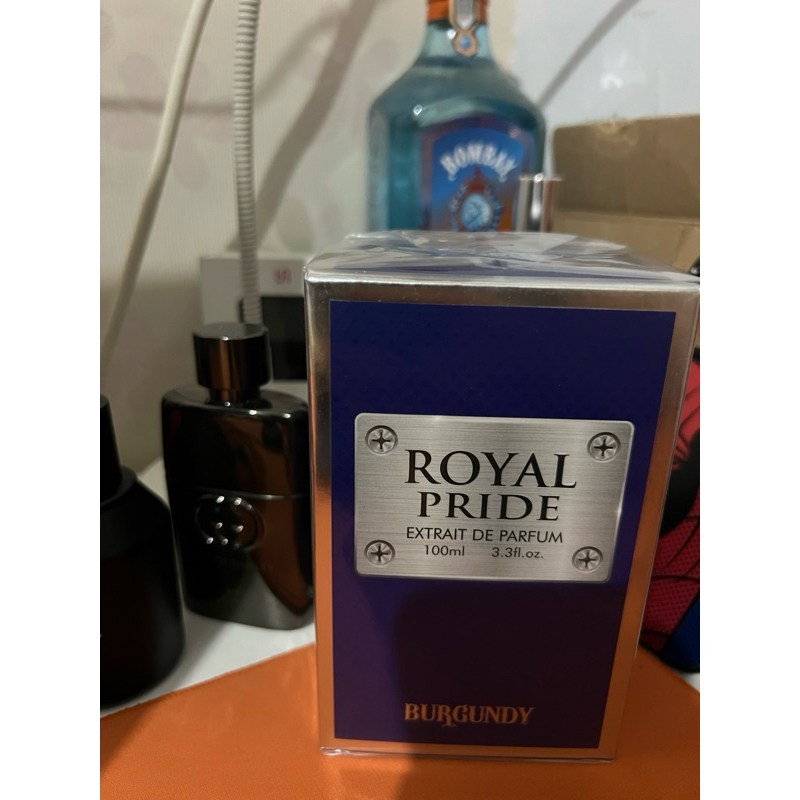 BOMBAY
ROYAL
PRIDE
EXTRAIT DE PARFUM
100ml 3.3fl.oz.
BURGUNDY